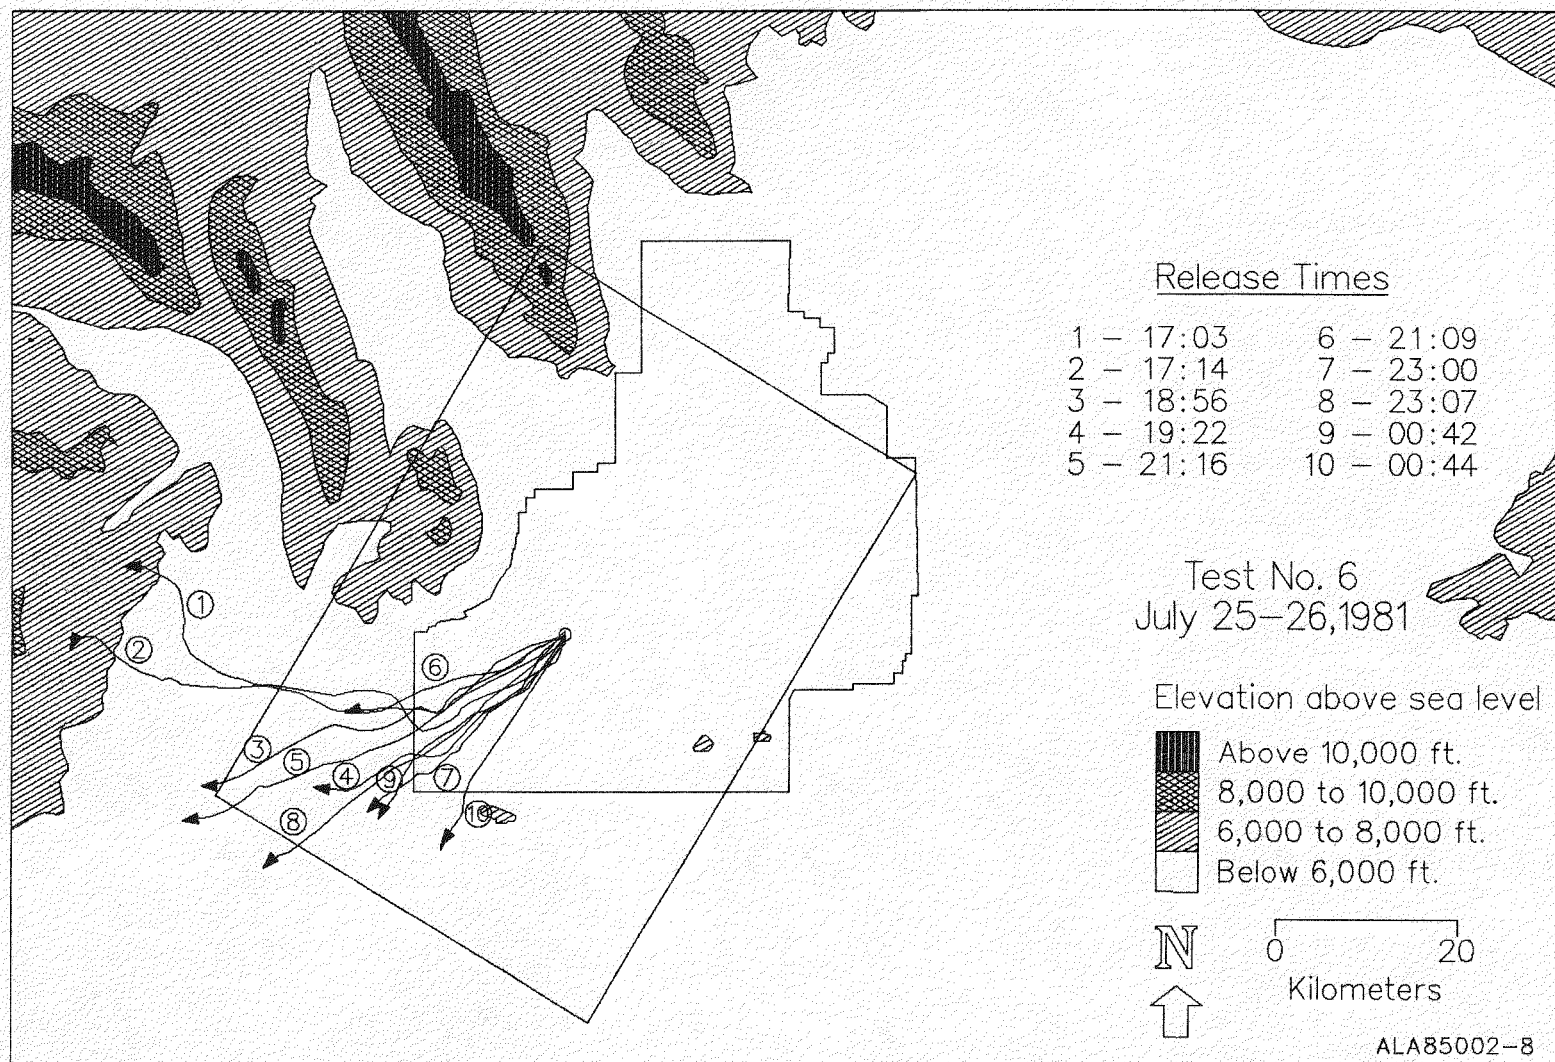 Release Times
1 – 17:03 6 – 21:09
2 – 17:14 7 – 23:00
3 – 18:56 8 – 23:07
4 – 19:22 9 – 00:42
5 – 21:16 10 – 00:44
1
Test No. 6
July 25–26,1981
2
6
Elevation above sea level
3
5
4
9
7
Above 10,000 ft.
8,000 to 10,000 ft.
8
10
6,000 to 8,000 ft.
Below 6,000 ft.
N
0 20
Kilometers
ALA85002–8